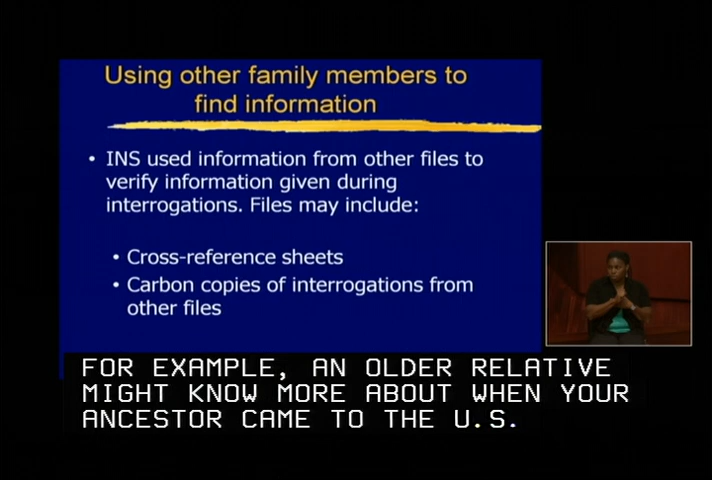 Using other family members to
find information
• INS used information from other files to
verify information given during
interrogations. Files may include:
• Cross-reference sheets
• Carbon copies of interrogations from
other files
FOR EXAMPLE, AN OLDER RELATIVE
MIGHT KNOW MORE ABOUT WHEN YOUR
ANCESTOR CAME TO THE U.S.